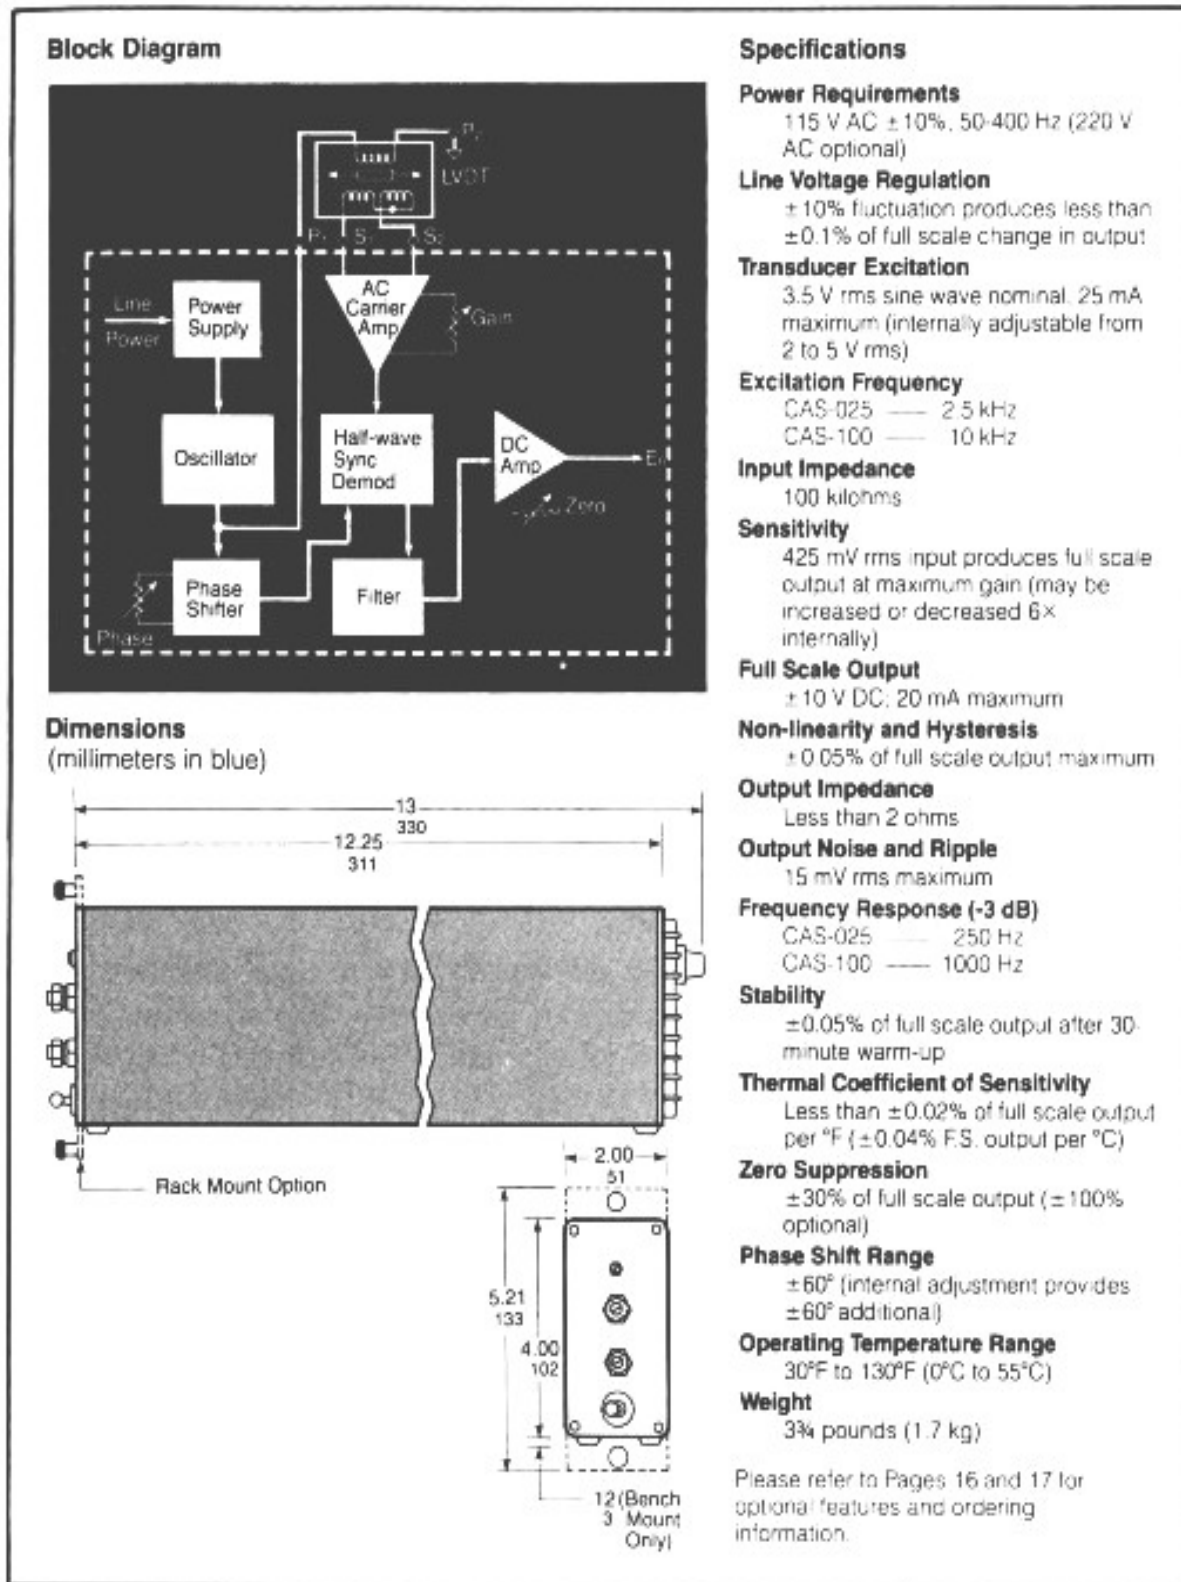 Block Diagram
LVDT
Line
Power
Power
Supply
AC
Carrier
Amp
Gain
Oscillator
Half-wave
Sync
Demod
DC
Amp
Zero
Phase
Shifter
Filter
Phase
Dimensions
(millimeters in blue)
13
330
12.25
311
Rack Mount Option
2.00
51
5.21
133
4.00
102
12 (Bench
3 Mount
Only)
Specifications
Power Requirements
115 V AC ±10%, 50-400 Hz (220 V
AC optional)
Line Voltage Regulation
±10% fluctuation produces less than
±0.1% of full scale change in output
Transducer Excitation
3.5 V rms sine wave nominal, 25 mA
maximum (internally adjustable from
2 to 5 V rms)
Excitation Frequency
CAS-025 —— 2.5 kHz
CAS-100 —— 10 kHz
Input Impedance
100 kilohms
Sensitivity
425 mV rms input produces full scale
output at maximum gain (may be
increased or decreased 6×
internally)
Full Scale Output
±10 V DC; 20 mA maximum
Non-linearity and Hysteresis
±0.05% of full scale output maximum
Output Impedance
Less than 2 ohms
Output Noise and Ripple
15 mV rms maximum
Frequency Response (-3 dB)
CAS-025 —— 250 Hz
CAS-100 —— 1000 Hz
Stability
±0.05% of full scale output after 30-
minute warm-up
Thermal Coefficient of Sensitivity
Less than ±0.02% of full scale output
per °F (±0.04% F.S. output per °C)
Zero Suppression
±30% of full scale output (±100%
optional)
Phase Shift Range
±60° (internal adjustment provides
±60° additional)
Operating Temperature Range
30°F to 130°F (0°C to 55°C)
Weight
3¾ pounds (1.7 kg)
Please refer to Pages 16 and 17 for
optional features and ordering
information.